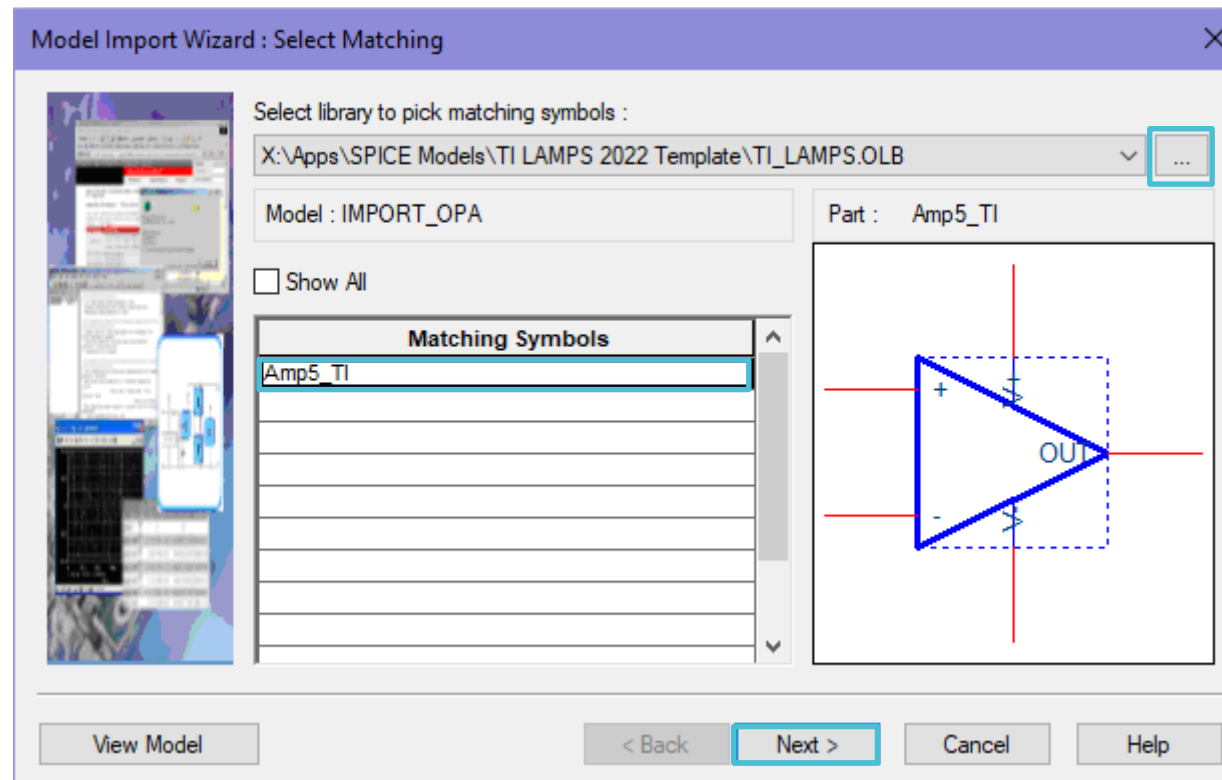 Model Import Wizard : Select Matching
Select library to pick matching symbols :
X:\Apps\SPICE Models\TI LAMPS 2022 Template\TI_LAMPS.OLB
...
Model : IMPORT_OPA
Part : Amp5_TI
Show All
Matching Symbols
Amp5_TI
+
V+
OUT
-
V-
View Model
< Back
Next >
Cancel
Help